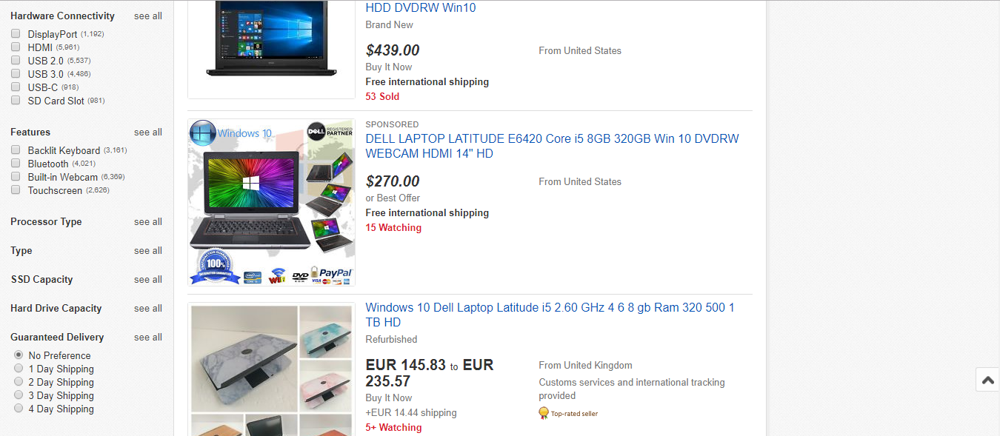 Hardware Connectivity see all
DisplayPort (1,192)
HDMI (5,961)
USB 2.0 (5,537)
USB 3.0 (4,486)
USB-C (918)
SD Card Slot (981)
Features see all
Backlit Keyboard (3,161)
Bluetooth (4,021)
Built-in Webcam (6,369)
Touchscreen (2,626)
Processor Type see all
Type see all
SSD Capacity see all
Hard Drive Capacity see all
Guaranteed Delivery see all
No Preference
1 Day Shipping
2 Day Shipping
3 Day Shipping
4 Day Shipping
HDD DVDRW Win10
Brand New
$439.00
From United States
Buy It Now
Free international shipping
53 Sold
Windows 10
DELL
REGISTERED
PARTNER
100%
WiFi
DVD
PayPal
VISA
SPONSORED
DELL LAPTOP LATITUDE E6420 Core i5 8GB 320GB Win 10 DVDRW
WEBCAM HDMI 14" HD
$270.00
From United States
or Best Offer
Free international shipping
15 Watching
Windows 10 Dell Laptop Latitude i5 2.60 GHz 4 6 8 gb Ram 320 500 1
TB HD
Refurbished
EUR 145.83 to EUR
235.57
Buy It Now
+EUR 14.44 shipping
5+ Watching
From United Kingdom
Customs services and international tracking
provided
Top-rated seller